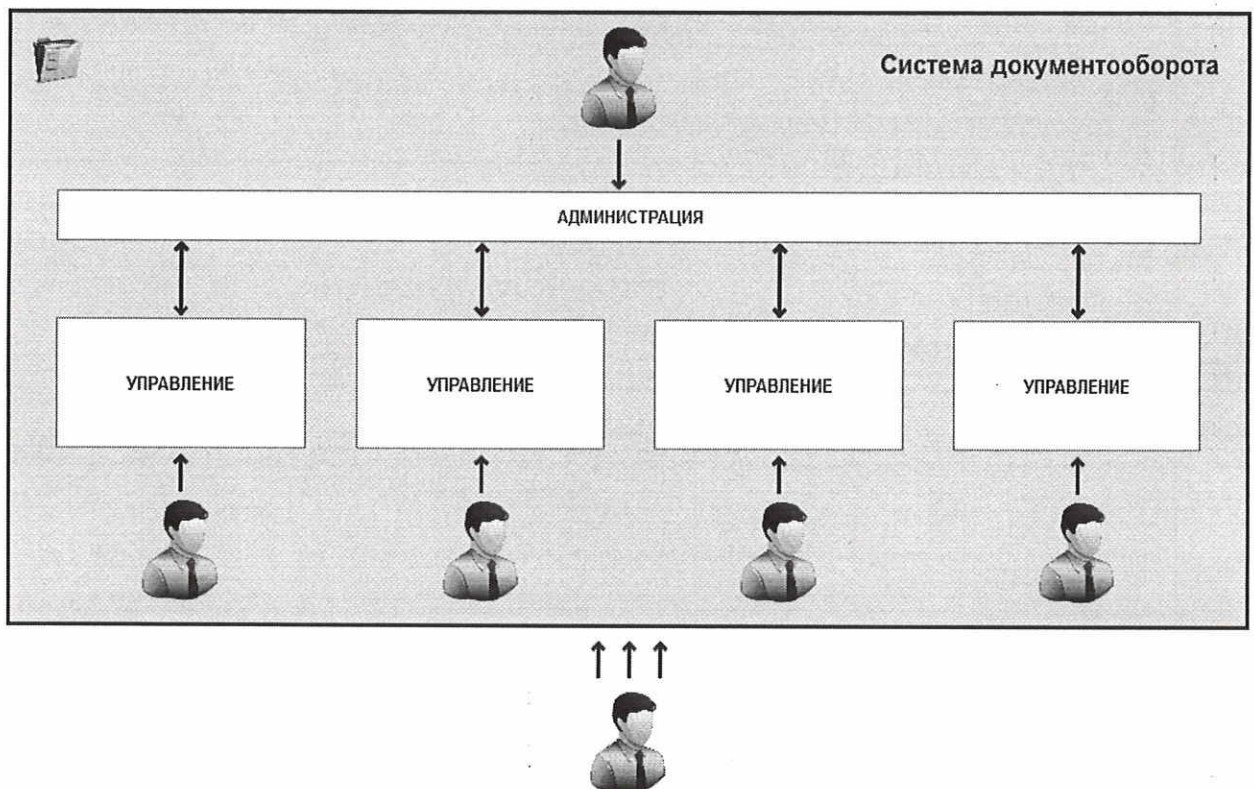 Система документооборота
АДМИНИСТРАЦИЯ
УПРАВЛЕНИЕ
УПРАВЛЕНИЕ
УПРАВЛЕНИЕ
УПРАВЛЕНИЕ